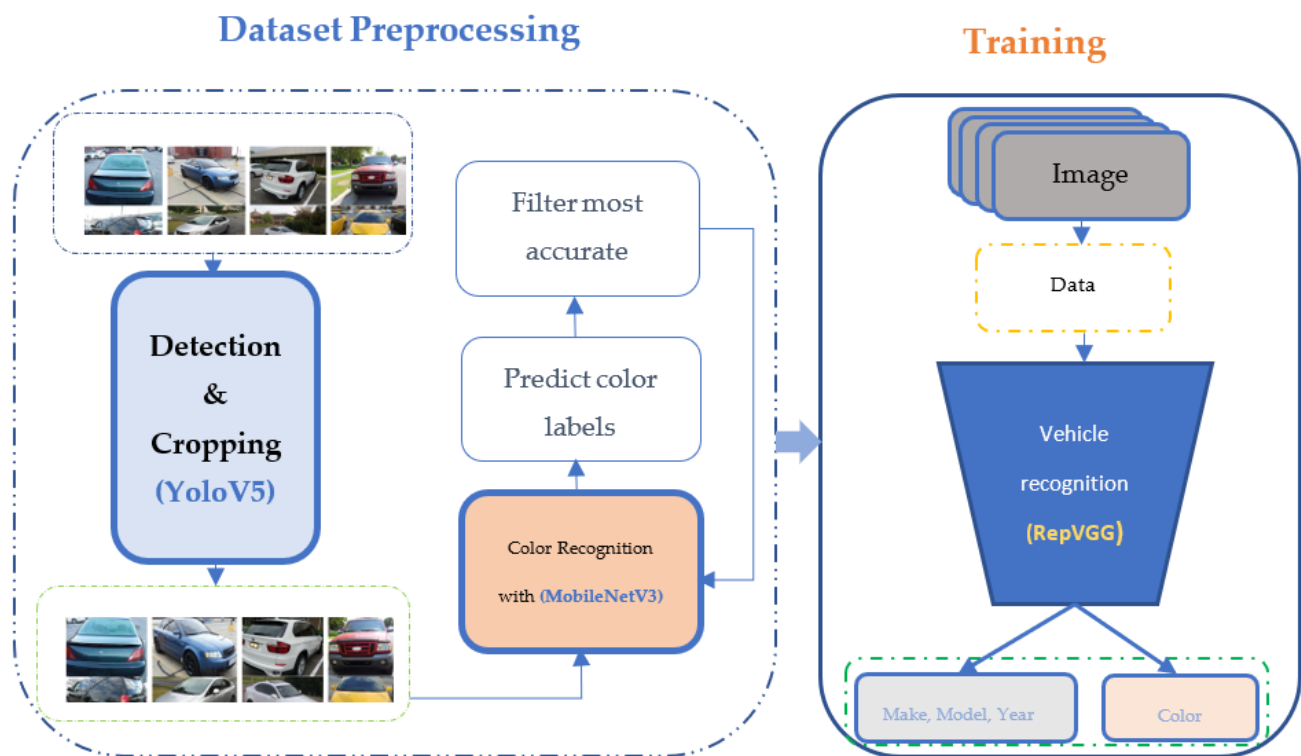 Dataset Preprocessing
Training
Detection
&
Cropping
(YoloV5)
Filter most
accurate
Predict color
labels
Color Recognition
with (MobileNetV3)
Image
Data
Vehicle
recognition
(RepVGG)
Make, Model, Year
Color